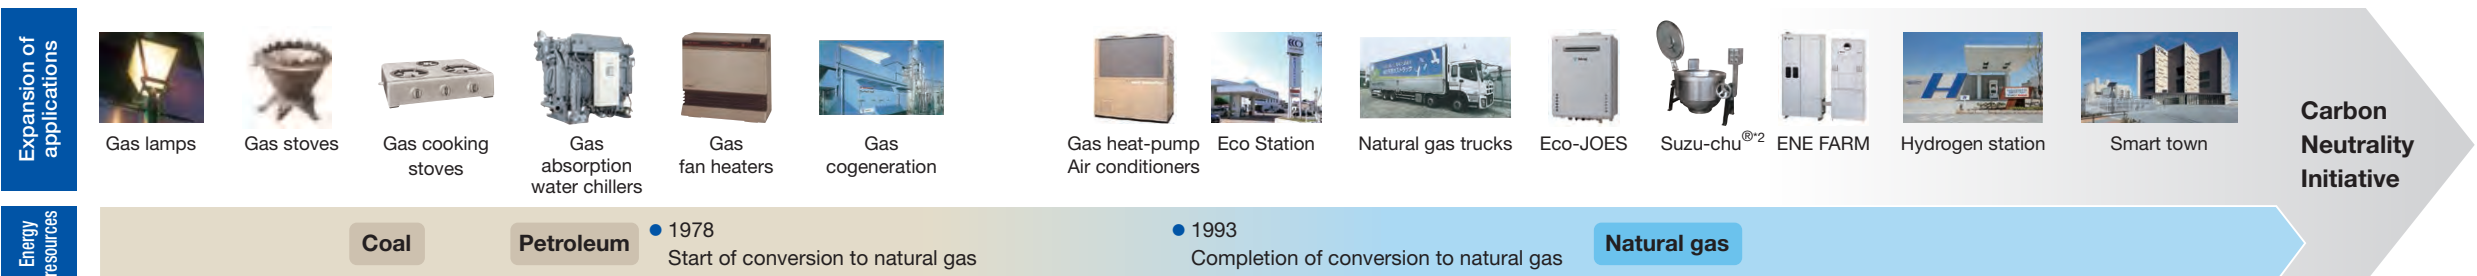 Expansion of
applications
Gas lamps
Gas stoves
Gas cooking
stoves
Gas
absorption
water chillers
Gas
fan heaters
Gas
cogeneration
Gas heat-pump
Air conditioners
Eco Station
Natural gas trucks
Eco-JOES
Suzu-chu®*2
ENE FARM
Hydrogen station
Smart town
Carbon
Neutrality
Initiative
Energy
resources
Coal
Petroleum
1978
Start of conversion to natural gas
1993
Completion of conversion to natural gas
Natural gas